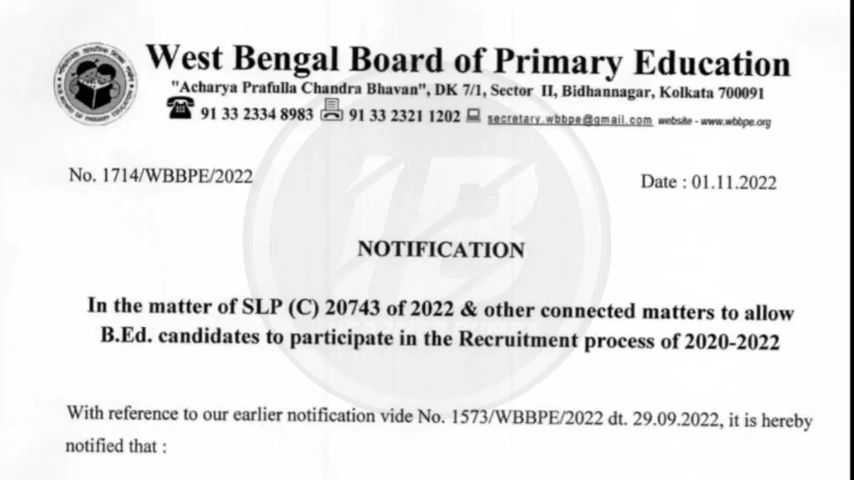 West Bengal Board of Primary Education
"Acharya Prafulla Chandra Bhavan", DK 7/1, Sector II, Bidhannagar, Kolkata 700091
91 33 2334 8983 91 33 2321 1202 secretary.wbbpe@gmail.com website - www.wbbpe.org
No. 1714/WBBPE/2022
Date : 01.11.2022
NOTIFICATION
In the matter of SLP (C) 20743 of 2022 & other connected matters to allow
B.Ed. candidates to participate in the Recruitment process of 2020-2022
With reference to our earlier notification vide No. 1573/WBBPE/2022 dt. 29.09.2022, it is hereby
notified that :